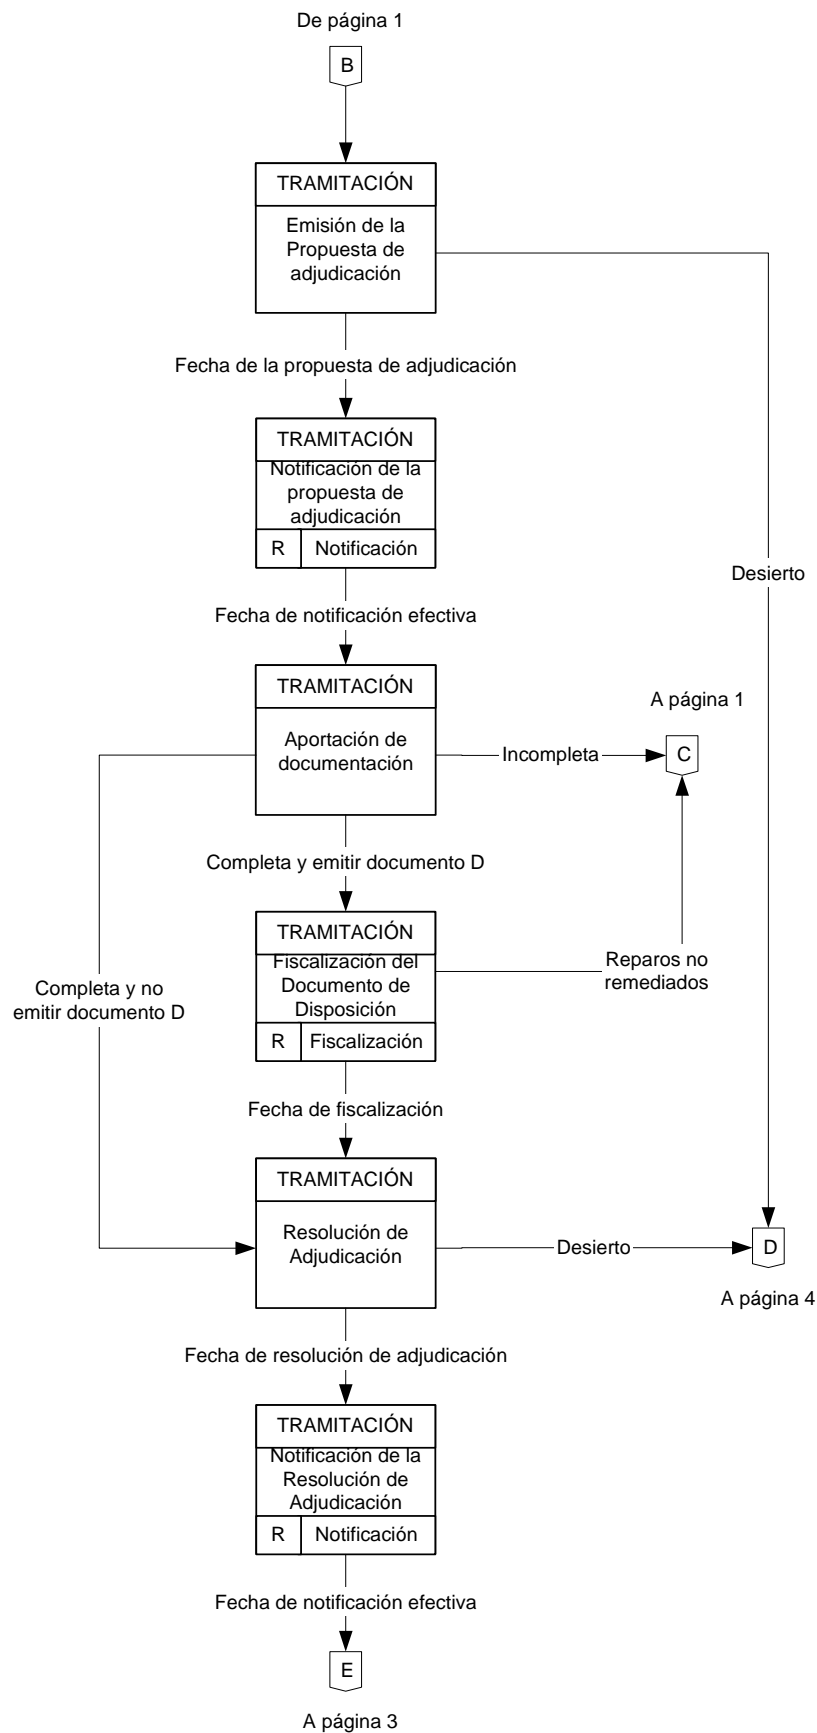 De página 1
B
TRAMITACIÓN
Emisión de la
Propuesta de
adjudicación
Fecha de la propuesta de adjudicación
TRAMITACIÓN
Notificación de la
propuesta de
adjudicación
R
Notificación
Desierto
Fecha de notificación efectiva
TRAMITACIÓN
Aportación de
documentación
Incompleta
A página 1
C
Completa y emitir documento D
TRAMITACIÓN
Fiscalización del
Documento de
Disposición
R
Fiscalización
Reparos no
remediados
Completa y no
emitir documento D
Fecha de fiscalización
TRAMITACIÓN
Resolución de
Adjudicación
Desierto
D
A página 4
Fecha de resolución de adjudicación
TRAMITACIÓN
Notificación de la
Resolución de
Adjudicación
R
Notificación
Fecha de notificación efectiva
E
A página 3